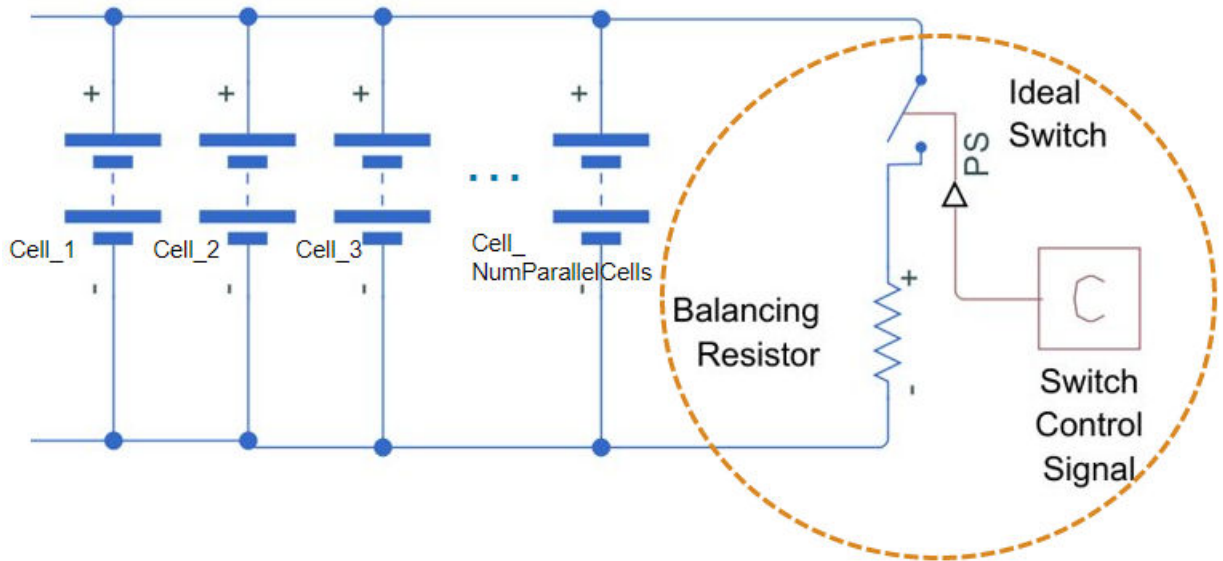 +
+
+
+
Ideal
Switch
PS
...
Cell_1
Cell_2
Cell_3
Cell_
NumParallelCells
-
-
-
-
Balancing
Resistor
+
-
C
Switch
Control
Signal